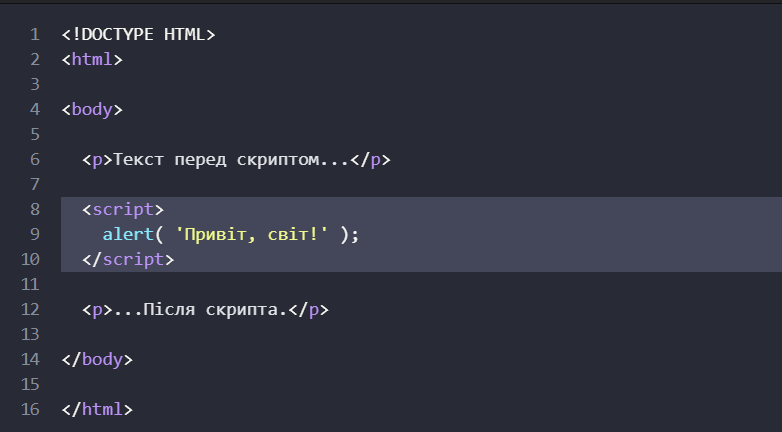 1 <!DOCTYPE HTML>
2 <html>
3
4 <body>
5
6 <p>Текст перед скриптом...</p>
7
8 <script>
9 alert( 'Привіт, світ!' );
10 </script>
11
12 <p>...Після скрипта.</p>
13
14 </body>
15
16 </html>